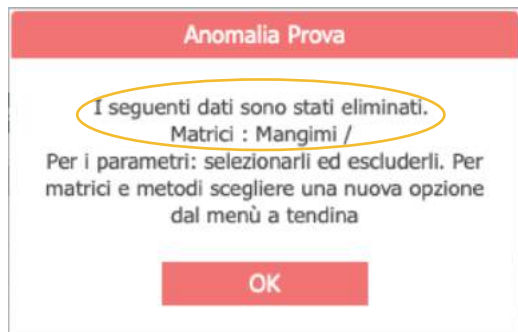 Anomalia Prova
I seguenti dati sono stati eliminati.
Matrici : Mangimi /
Per i parametri: selezionarli ed escluderli. Per
matrici e metodi scegliere una nuova opzione
dal menù a tendina
OK